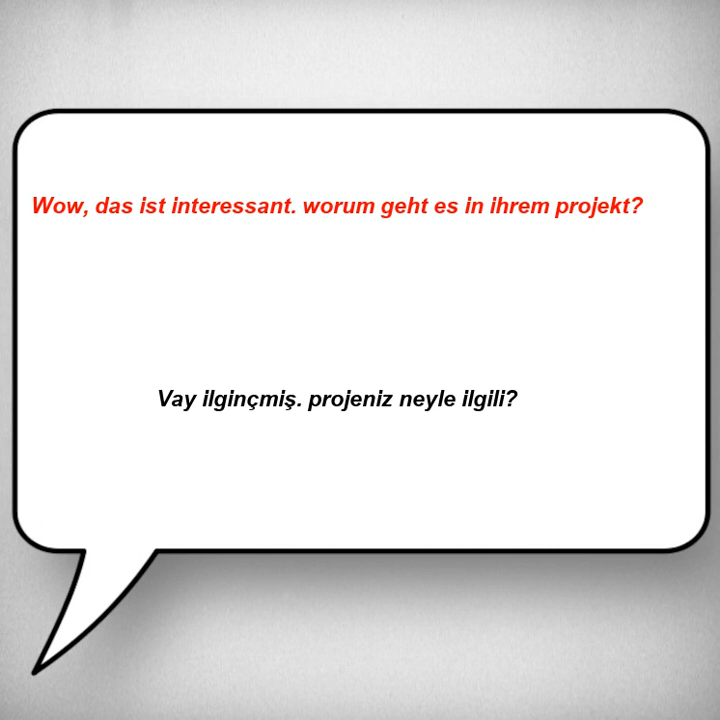 Wow, das ist interessant. worum geht es in ihrem projekt?
Vay ilginçmiş. projeniz neyle ilgili?